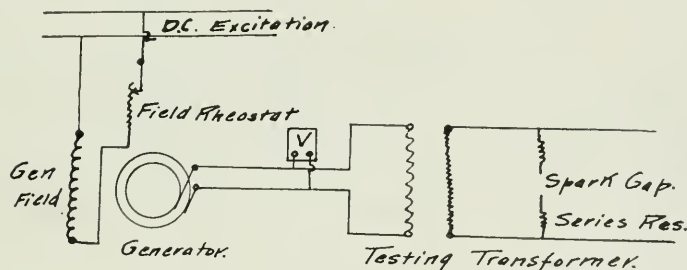 D.C. Excitation.
Field Rheostat
V
Gen
Field
Spark Gap.
Series Res.
Generator.
Testing Transformer.